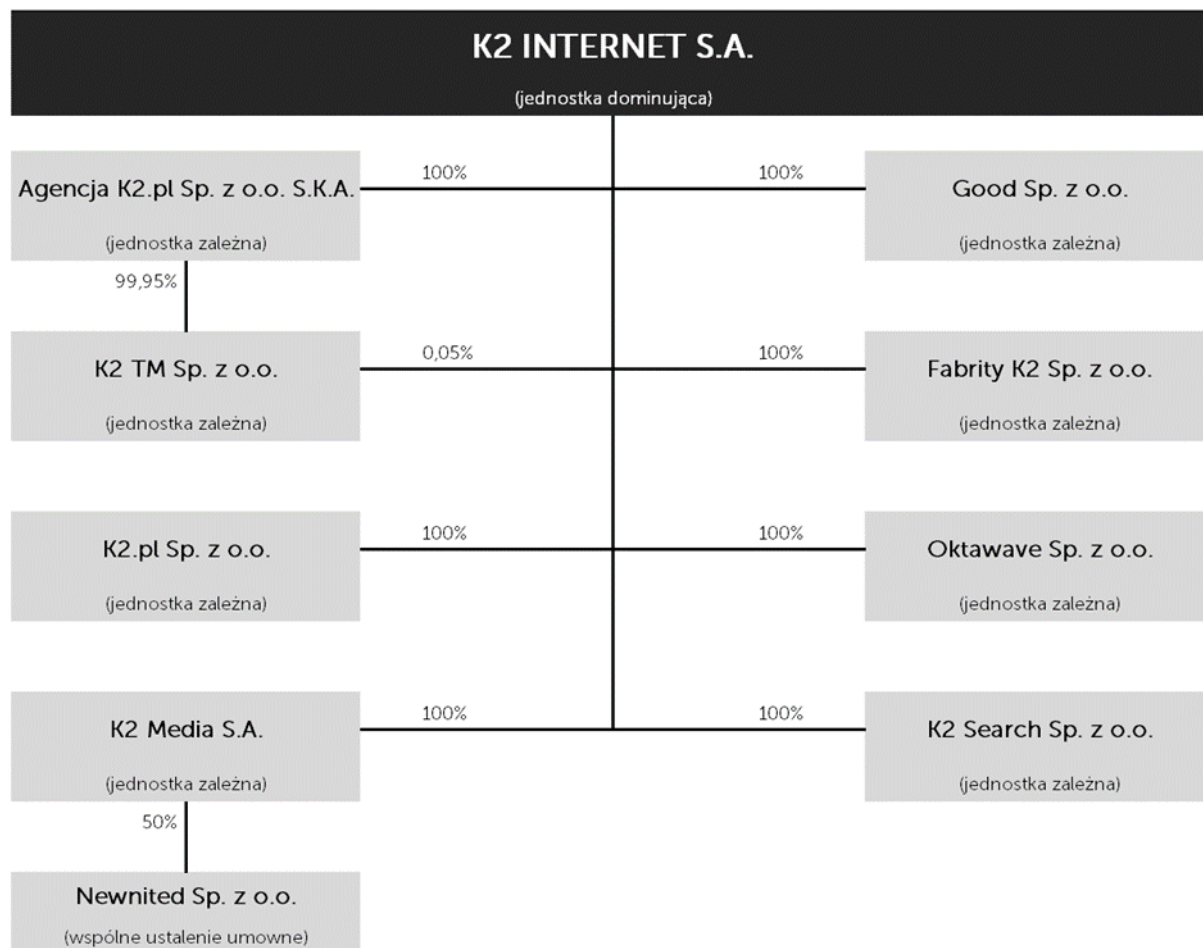 K2 INTERNET S.A.
(jednostka dominująca)
Agencja K2.pl Sp. z o.o. S.K.A.
(jednostka zależna)
100%
100%
Good Sp. z o.o.
(jednostka zależna)
99,95%
K2 TM Sp. z o.o.
(jednostka zależna)
0,05%
100%
Fabrity K2 Sp. z o.o.
(jednostka zależna)
K2.pl Sp. z o.o.
(jednostka zależna)
100%
100%
Oktawave Sp. z o.o.
(jednostka zależna)
K2 Media S.A.
(jednostka zależna)
100%
100%
K2 Search Sp. z o.o.
(jednostka zależna)
50%
Newnited Sp. z o.o.
(wspólne ustalenie umowne)